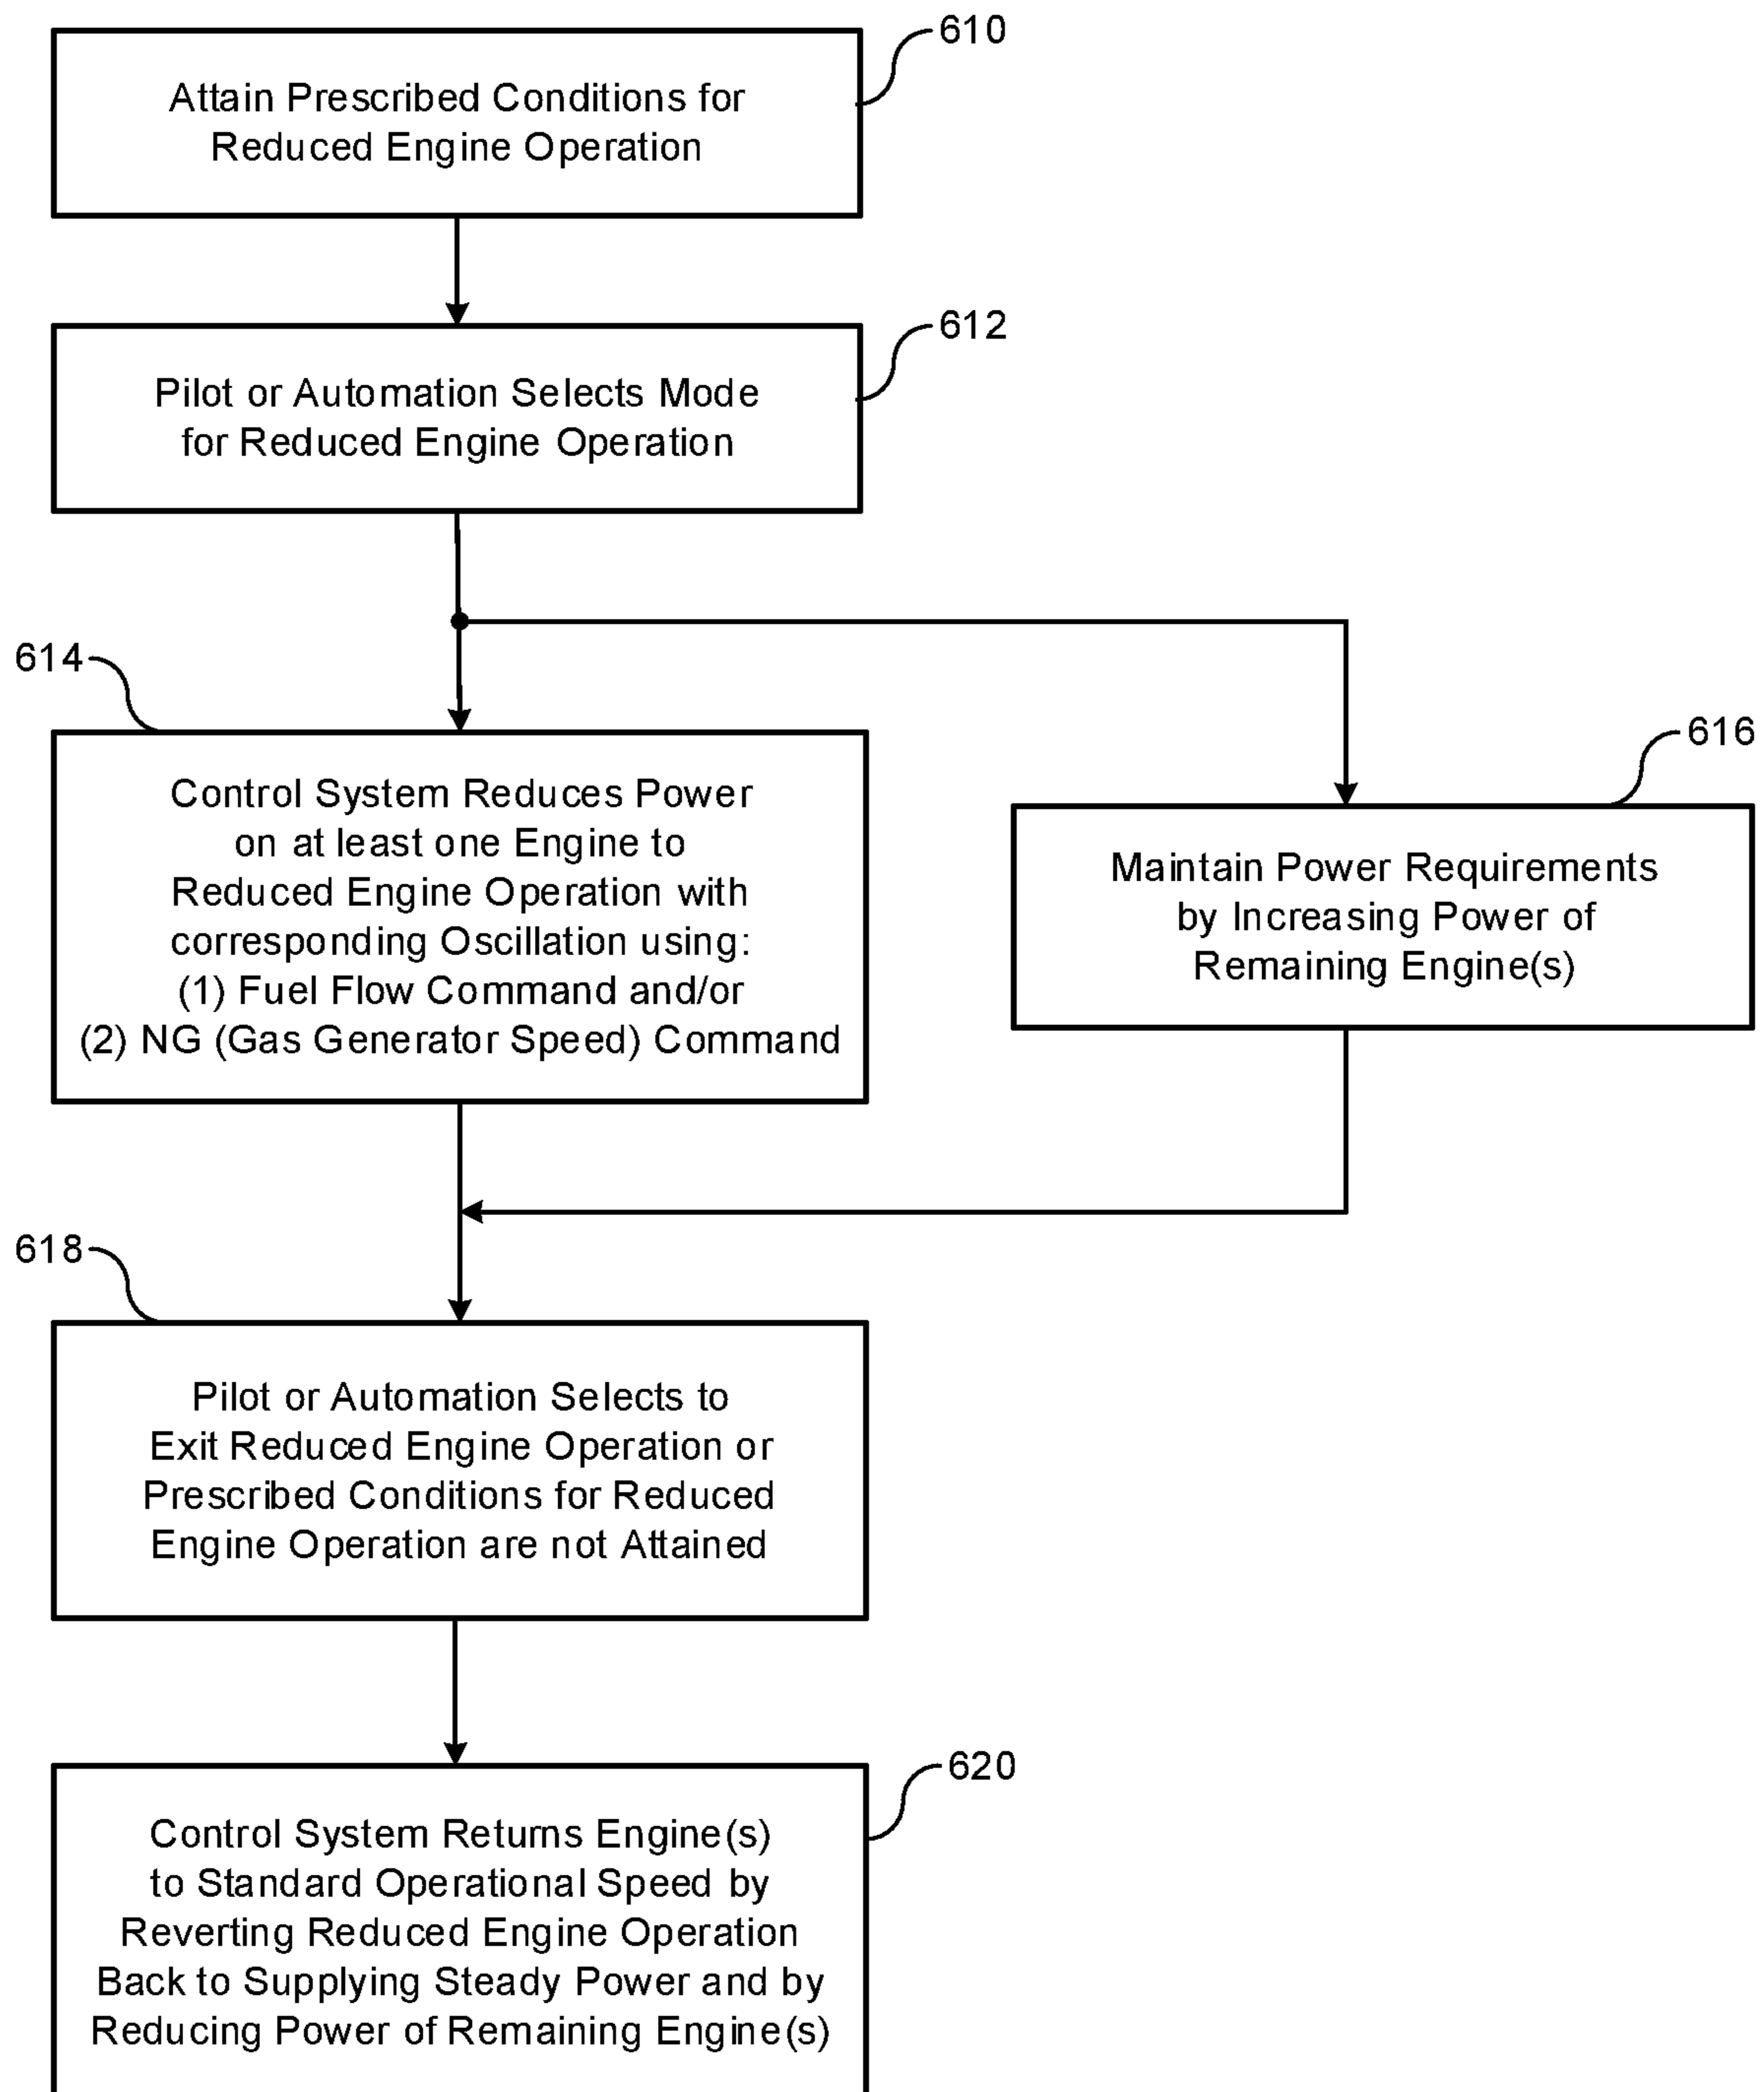 610
Attain Prescribed Conditions for
Reduced Engine Operation
612
Pilot or Automation Selects Mode
for Reduced Engine Operation
614
Control System Reduces Power
on at least one Engine to
Reduced Engine Operation with
corresponding Oscillation using:
(1) Fuel Flow Command and/or
(2) NG (Gas Generator Speed) Command
616
Maintain Power Requirements
by Increasing Power of
Remaining Engine(s)
618
Pilot or Automation Selects to
Exit Reduced Engine Operation or
Prescribed Conditions for Reduced
Engine Operation are not Attained
620
Control System Returns Engine(s)
to Standard Operational Speed by
Reverting Reduced Engine Operation
Back to Supplying Steady Power and by
Reducing Power of Remaining Engine(s)